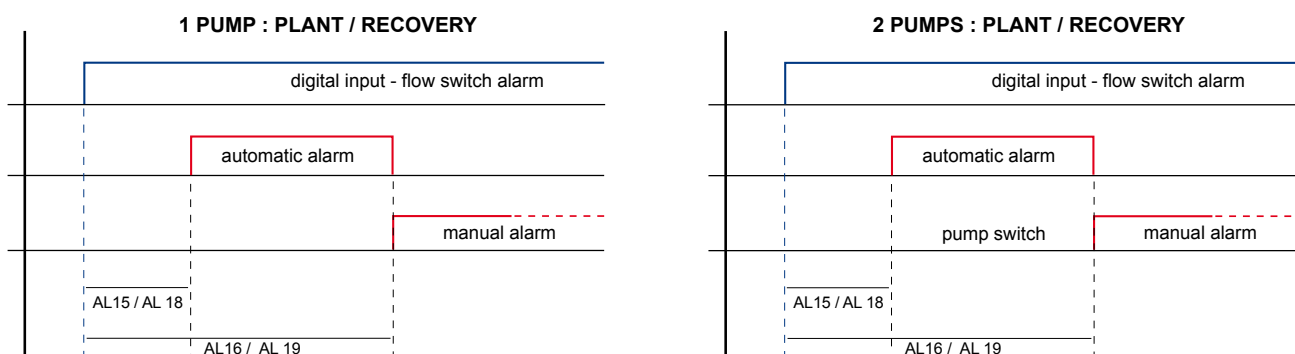 1 PUMP : PLANT / RECOVERY
digital input - flow switch alarm
automatic alarm
manual alarm
AL15 / AL 18
AL16 / AL 19
2 PUMPS : PLANT / RECOVERY
digital input - flow switch alarm
automatic alarm
pump switch
manual alarm
AL15 / AL 18
AL16 / AL 19